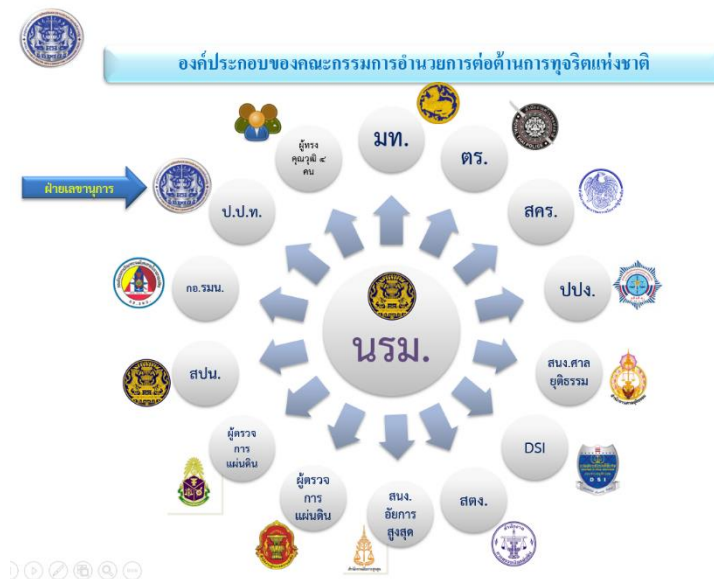 องค์ประกอบของคณะกรรมการอำนวยการต่อต้านการทุจริตแห่งชาติ
ฝ่ายเลขานุการ
นรม.
มท.
ตร.
สคร.
ปปง.
สนง.ศาล
ยุติธรรม
DSI
DSI
สตง.
สนง.
อัยการ
สูงสุด
ผู้ตรวจ
การ
แผ่นดิน
ผู้ตรวจ
การ
แผ่นดิน
สปน.
กอ.รมน.
ป.ป.ท.
ผู้ทรง
คุณวุฒิ ๔
คน